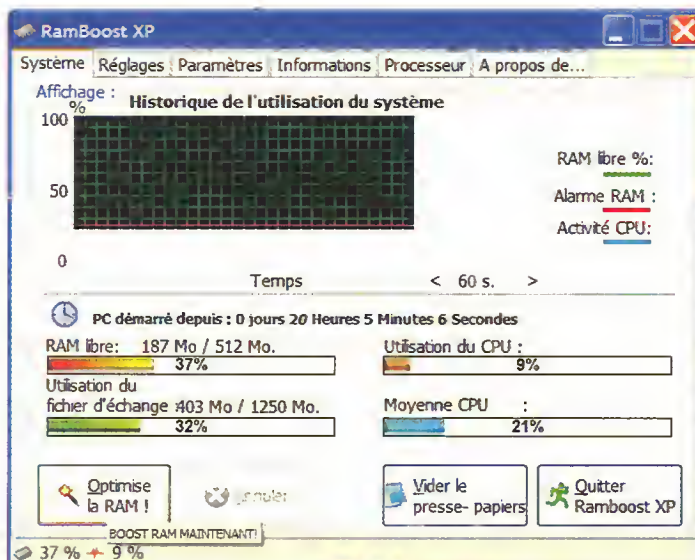 RamBoost XP
Système Réglages Paramètres Informations Processeur A propos de...
Affichage :
% Historique de l'utilisation du système
100
50
0
RAM libre %:
Alarme RAM :
Activité CPU:
Temps < 60 s. >
PC démarré depuis : 0 jours 20 Heures 5 Minutes 6 Secondes
RAM libre: 187 Mo / 512 Mo. Utilisation du CPU :
37% 9%
Utilisation du
fichier d'échange :403 Mo / 1250 Mo. Moyenne CPU :
32% 21%
Optimise
la RAM !
Annuler
Vider le
presse- papiers
Quitter
Ramboost XP
BOOST RAM MAINTENANT!
37 % 9 %